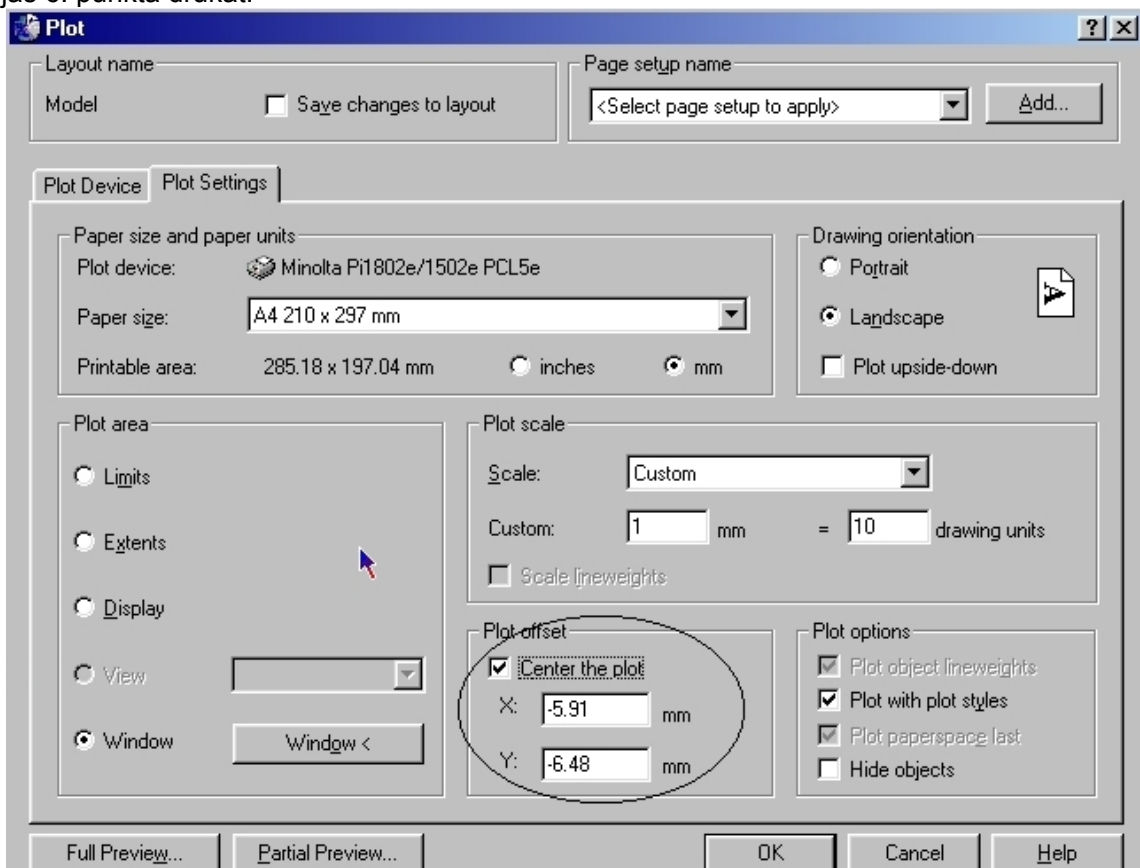 Plot
Layout name
Model
Save changes to layout
Page setup name
<Select page setup to apply>
Add...
Plot Device
Plot Settings
Paper size and paper units
Plot device:
Minolta Pi1802e/1502e PCL5e
Paper size:
A4 210 x 297 mm
Printable area:
285.18 x 197.04 mm
inches
mm
Drawing orientation
Portrait
Landscape
A
Plot upside-down
Plot area
Limits
Extents
Display
View
Window
Window <
Plot scale
Scale:
Custom
Custom:
1
mm
=
10
drawing units
Scale lineweights
Plot offset
Center the plot
X:
-5.91
mm
Y:
-6.48
mm
Plot options
Plot object lineweights
Plot with plot styles
Plot paperspace last
Hide objects
Full Preview...
Partial Preview...
OK
Cancel
Help